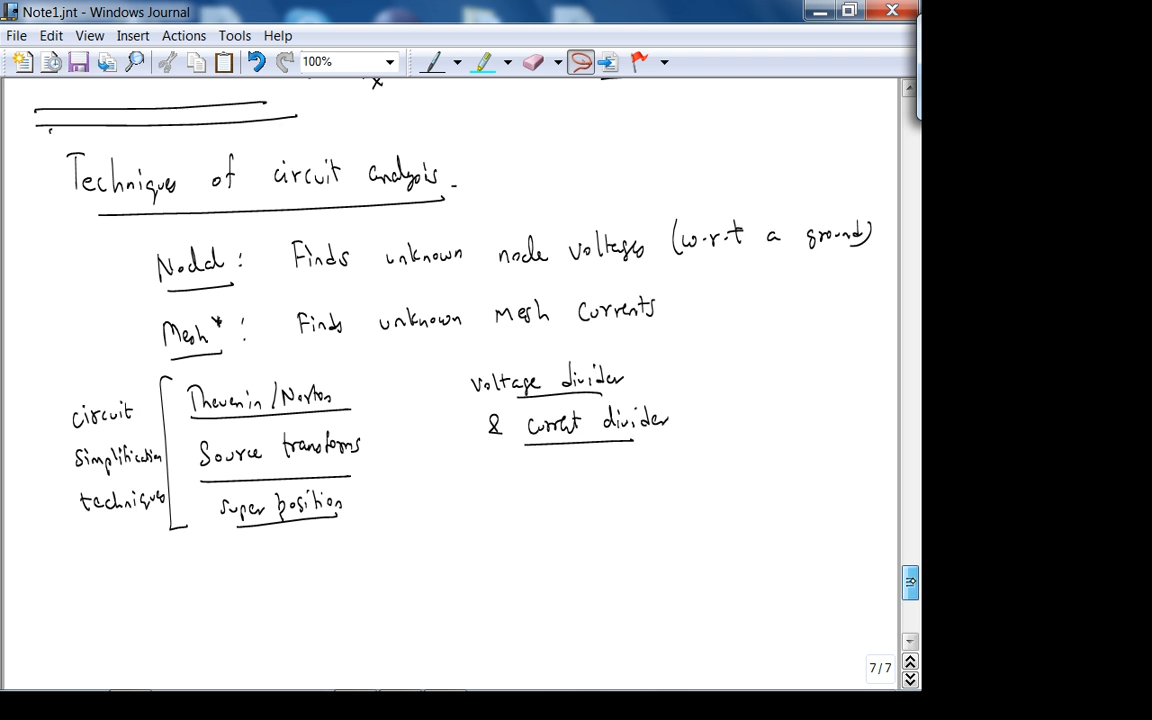 Note1.jnt - Windows Journal
File Edit View Insert Actions Tools Help
100%
x
Techniques of circuit analysis.
Nodal : Finds unknown node voltages (w.r.t a ground)
Mesh* : Finds unknown mesh currents
circuit simplification techniques
Thevenin/Norton
Source transforms
super position
voltage divider
& current divider
7/7